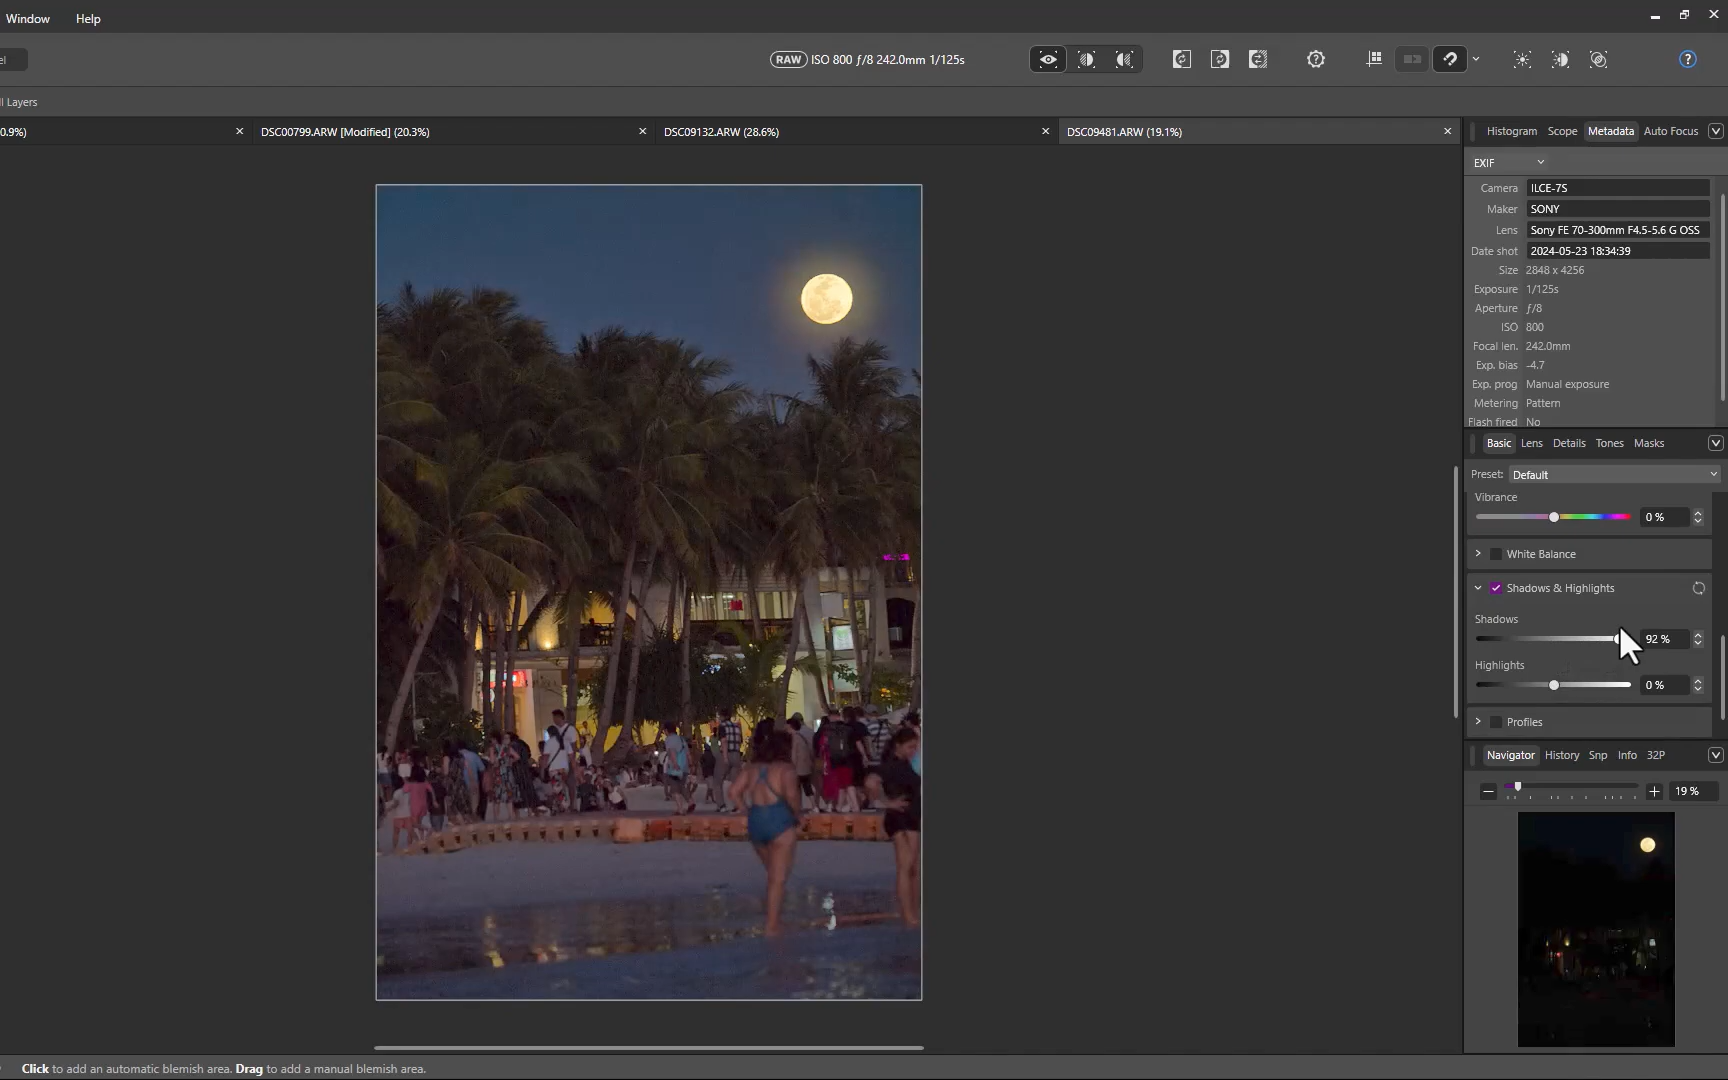 Window Help
el
RAW ISO 800 ƒ/8 242.0mm 1/125s
ll Layers
0.9%)
DSC00799.ARW [Modified] (20.3%)
DSC09132.ARW (28.6%)
DSC09481.ARW (19.1%)
Histogram Scope Metadata Auto Focus
EXIF
Camera ILCE-7S
Maker SONY
Lens Sony FE 70-300mm F4.5-5.6 G OSS
Date shot 2024-05-23 18:34:39
Size 2848 x 4256
Exposure 1/125s
Aperture ƒ/8
ISO 800
Focal len. 242.0mm
Exp. bias -4.7
Exp. prog Manual exposure
Metering Pattern
Flash fired No
Basic Lens Details Tones Masks
Preset: Default
Vibrance
0 %
White Balance
Shadows & Highlights
Shadows
92 %
Highlights
0 %
Profiles
Navigator History Snp Info 32P
19 %
Click to add an automatic blemish area. Drag to add a manual blemish area.